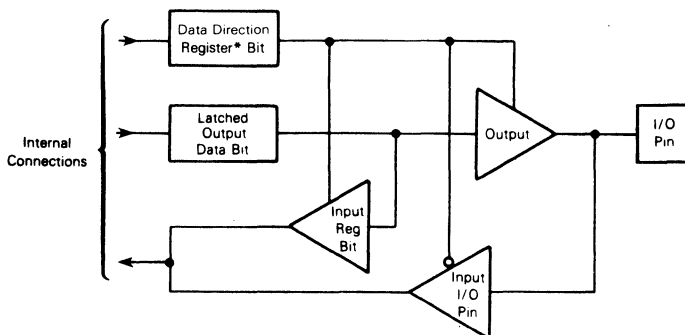 Data Direction
Register* Bit
Latched
Output
Data Bit
Output
I/O
Pin
Internal
Connections
Input
Reg
Bit
Input
I/O
Pin